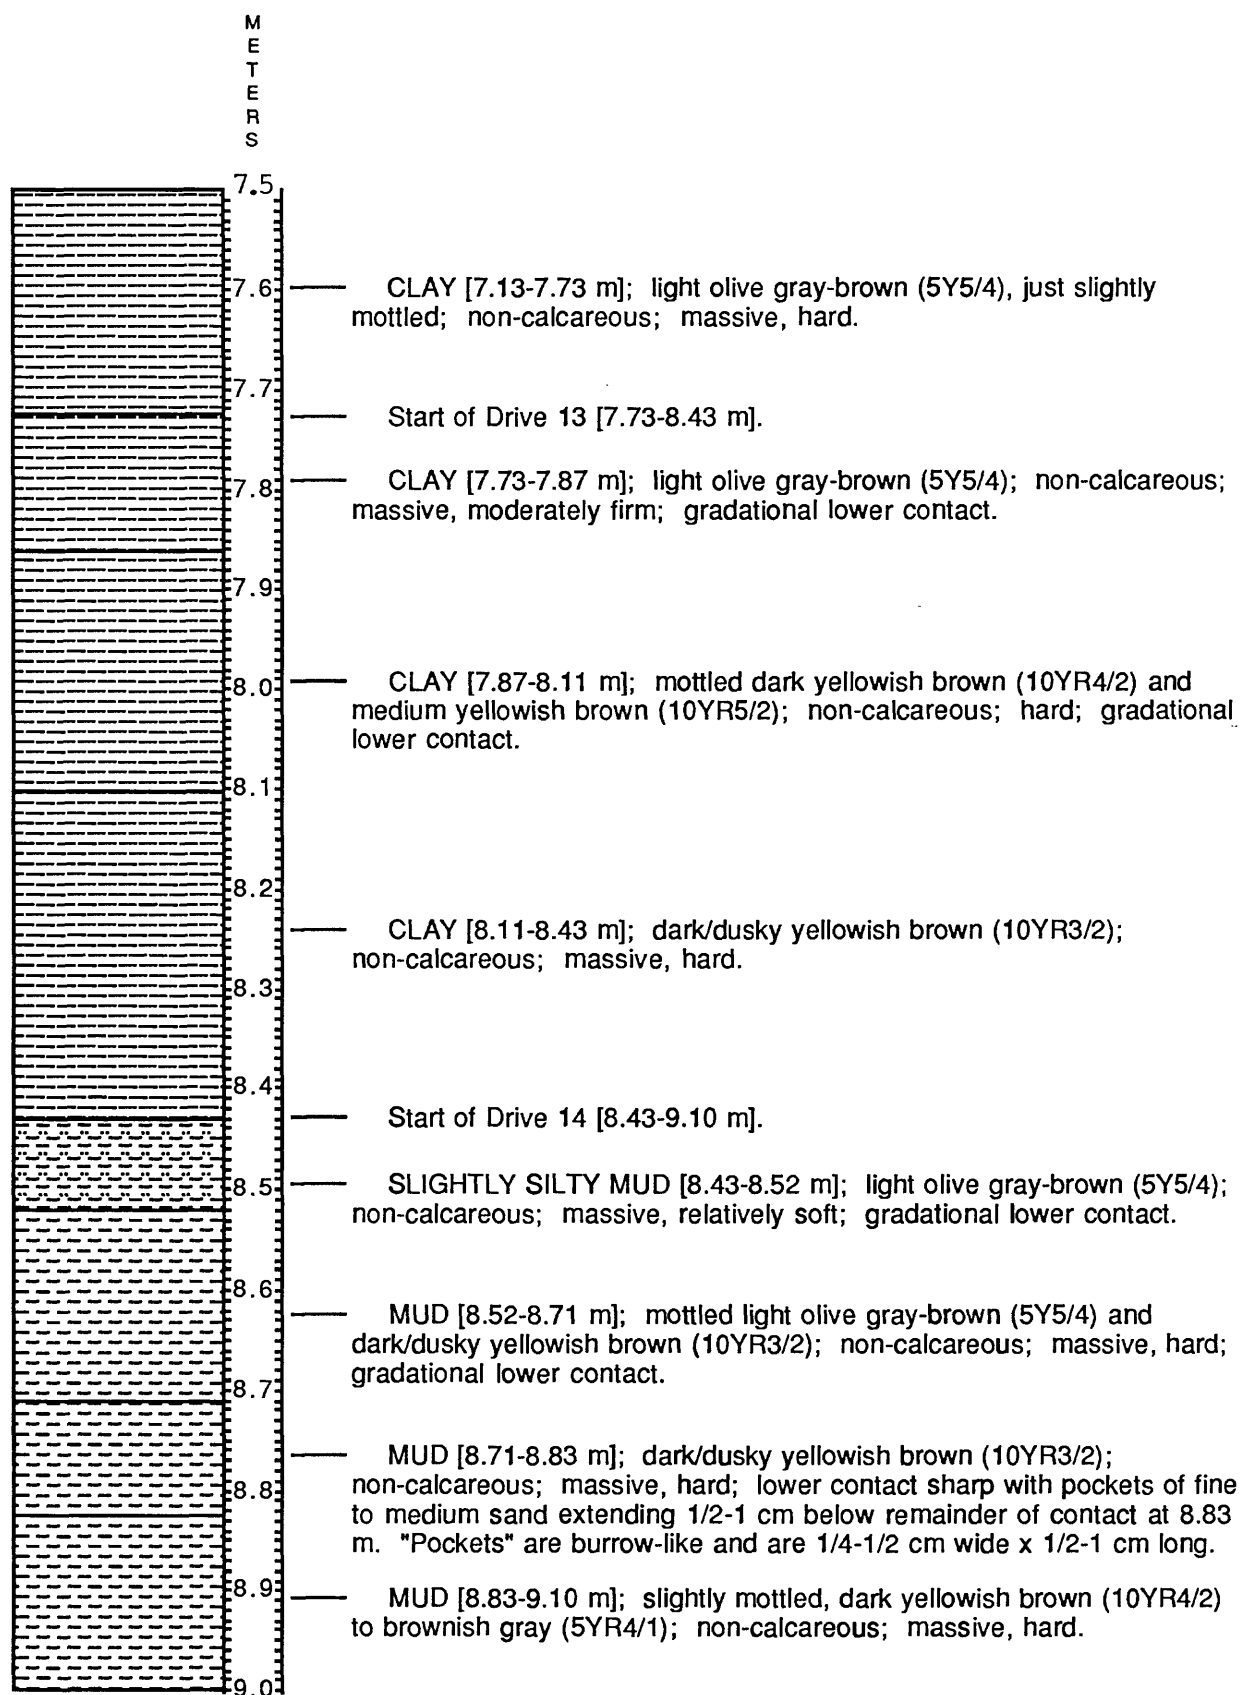 METERS
7.5
7.6
CLAY [7.13-7.73 m]; light olive gray-brown (5Y5/4), just slightly
mottled; non-calcareous; massive, hard.
7.7
Start of Drive 13 [7.73-8.43 m].
7.8
CLAY [7.73-7.87 m]; light olive gray-brown (5Y5/4); non-calcareous;
massive, moderately firm; gradational lower contact.
7.9
8.0
CLAY [7.87-8.11 m]; mottled dark yellowish brown (10YR4/2) and
medium yellowish brown (10YR5/2); non-calcareous; hard; gradational
lower contact.
8.1
8.2
CLAY [8.11-8.43 m]; dark/dusky yellowish brown (10YR3/2);
non-calcareous; massive, hard.
8.3
8.4
Start of Drive 14 [8.43-9.10 m].
8.5
SLIGHTLY SILTY MUD [8.43-8.52 m]; light olive gray-brown (5Y5/4);
non-calcareous; massive, relatively soft; gradational lower contact.
8.6
MUD [8.52-8.71 m]; mottled light olive gray-brown (5Y5/4) and
dark/dusky yellowish brown (10YR3/2); non-calcareous; massive, hard;
gradational lower contact.
8.7
MUD [8.71-8.83 m]; dark/dusky yellowish brown (10YR3/2);
non-calcareous; massive, hard; lower contact sharp with pockets of fine
8.8
to medium sand extending 1/2-1 cm below remainder of contact at 8.83
m. "Pockets" are burrow-like and are 1/4-1/2 cm wide x 1/2-1 cm long.
8.9
MUD [8.83-9.10 m]; slightly mottled, dark yellowish brown (10YR4/2)
to brownish gray (5YR4/1); non-calcareous; massive, hard.
9.0